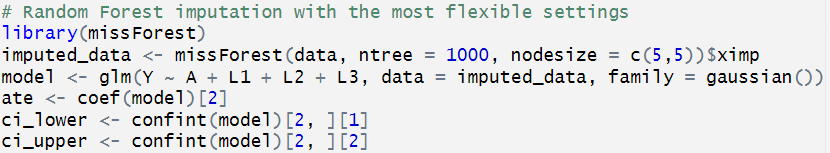 # Random Forest imputation with the most flexible settings
library(missForest)
imputed_data <- missForest(data, ntree = 1000, nodesize = c(5,5))$ximp
model <- glm(Y ~ A + L1 + L2 + L3, data = imputed_data, family = gaussian())
ate <- coef(model)[2]
ci_lower <- confint(model)[2, ][1]
ci_upper <- confint(model)[2, ][2]